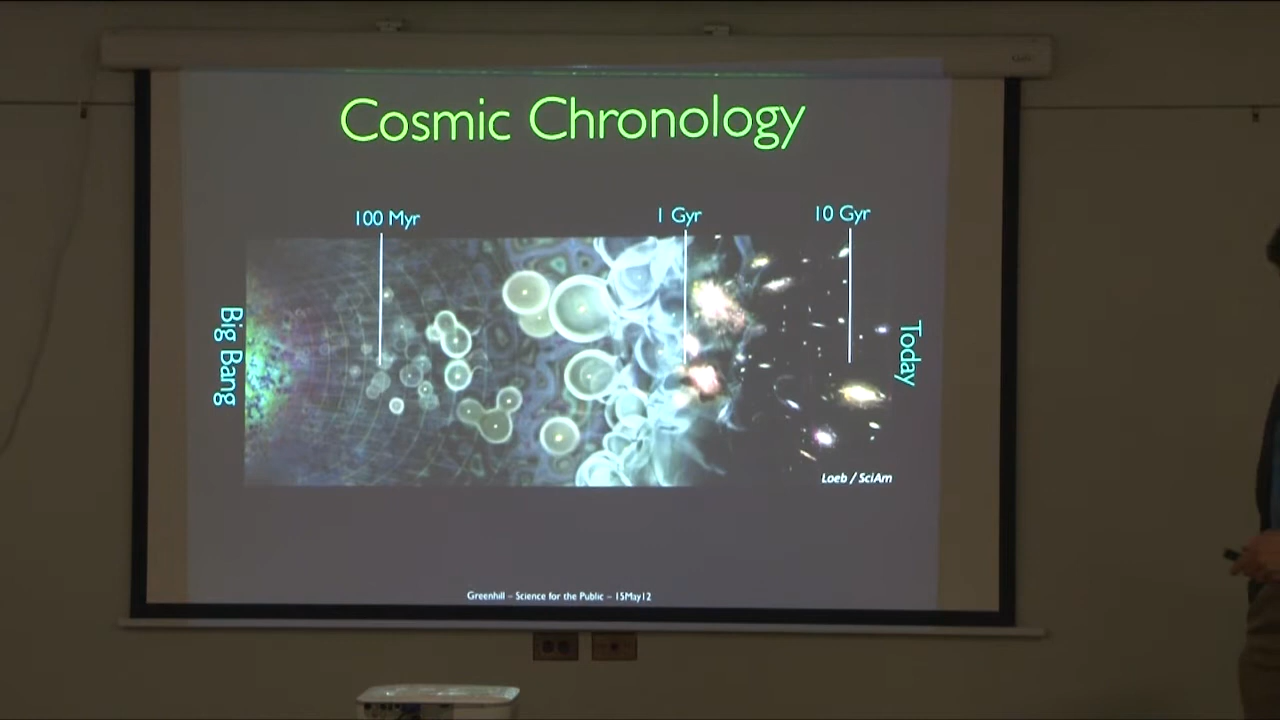 Cosmic Chronology
100 Myr
1 Gyr
10 Gyr
Big Bang
Today
Loeb / SciAm
Greenhill – Science for the Public – 15May12